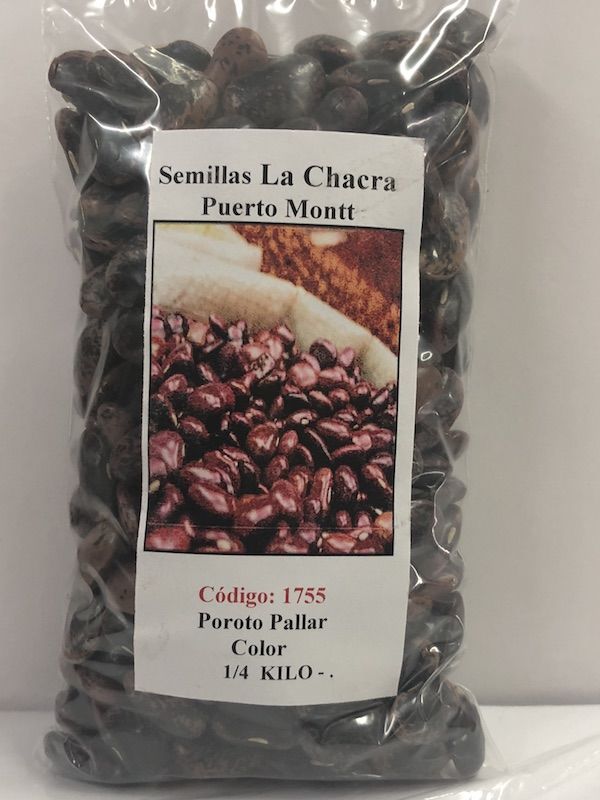 Semillas La Chacra
Puerto Montt
Código: 1755
Poroto Pallar
Color
1/4 KILO - .